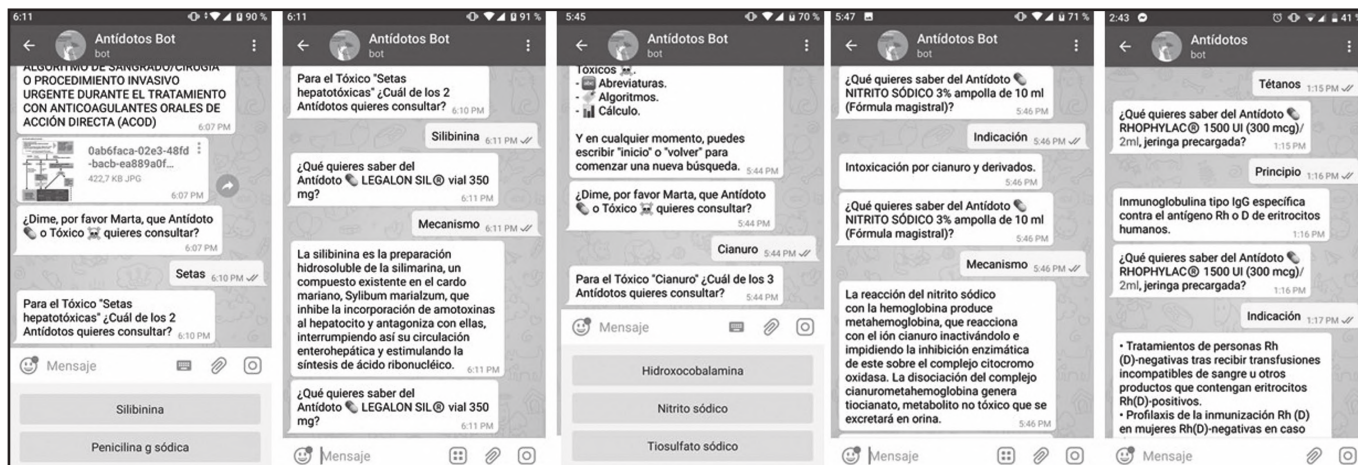 6:11
90 %
Antídotos Bot
bot
ALGORITMO DE SANGRADO/CIRUGÍA
O PROCEDIMIENTO INVASIVO
URGENTE DURANTE EL TRATAMIENTO
CON ANTICOAGULANTES ORALES DE
ACCIÓN DIRECTA (ACOD)
6:07 PM
0ab6faca-02e3-48fd
-bacb-ea889a0f...
422,7 KB JPG
6:07 PM
¿Dime, por favor Marta, que Antídoto
o Tóxico quieres consultar?
6:07 PM
Setas 6:10 PM
Para el Tóxico "Setas
hepatotóxicas" ¿Cuál de los 2
Antídotos quieres consultar? 6:10 PM
Mensaje
Silibinina
Penicilina g sódica
6:11
91 %
Antídotos Bot
bot
Para el Tóxico "Setas
hepatotóxicas" ¿Cuál de los 2
Antídotos quieres consultar? 6:10 PM
Silibinina 6:11 PM
¿Qué quieres saber del
Antídoto LEGALON SIL® vial 350
mg? 6:11 PM
Mecanismo 6:11 PM
La silibinina es la preparación
hidrosoluble de la silimarina, un
compuesto existente en el cardo
mariano, Sylibum marialzum, que
inhibe la incorporación de amotoxinas
al hepatocito y antagoniza con ellas,
interrumpiendo así su circulación
enterohepática y estimulando la
síntesis de ácido ribonucléico. 6:11 PM
¿Qué quieres saber del
Antídoto LEGALON SIL® vial 350
mg? 6:11 PM
Mensaje
5:45
70 %
Antídotos Bot
bot
Tóxicos .
- Abreviaturas.
- Algoritmos.
- Cálculo.
Y en cualquier momento, puedes
escribir "inicio" o "volver" para
comenzar una nueva búsqueda.
5:44 PM
¿Dime, por favor Marta, que Antídoto
o Tóxico quieres consultar?
5:44 PM
Cianuro 5:44 PM
Para el Tóxico "Cianuro" ¿Cuál de los 3
Antídotos quieres consultar? 5:44 PM
Mensaje
Hidroxocobalamina
Nitrito sódico
Tiosulfato sódico
5:47
71 %
Antídotos Bot
bot
¿Qué quieres saber del Antídoto
NITRITO SÓDICO 3% ampolla de 10 ml
(Fórmula magistral)? 5:46 PM
Indicación 5:46 PM
Intoxicación por cianuro y derivados.
5:46 PM
¿Qué quieres saber del Antídoto
NITRITO SÓDICO 3% ampolla de 10 ml
(Fórmula magistral)? 5:46 PM
Mecanismo 5:46 PM
La reacción del nitrito sódico
con la hemoglobina produce
metahemoglobina, que reacciona
con el ión cianuro inactivándolo e
impidiendo la inhibición enzimática
de este sobre el complejo citocromo
oxidasa. La disociación del complejo
cianurometahemoglobina genera
tiocianato, metabolito no tóxico que se
excretará en orina. 5:46 PM
Mensaje
2:43
41 %
Antídotos
bot
Tétanos 1:15 PM
¿Qué quieres saber del Antídoto
RHOPHYLAC® 1500 UI (300 mcg)/
2ml, jeringa precargada? 1:15 PM
Principio 1:16 PM
Inmunoglobulina tipo IgG específica
contra el antígeno Rh o D de eritrocitos
humanos. 1:16 PM
¿Qué quieres saber del Antídoto
RHOPHYLAC® 1500 UI (300 mcg)/
2ml, jeringa precargada? 1:16 PM
Indicación 1:17 PM
• Tratamientos de personas Rh
(D)-negativas tras recibir transfusiones
incompatibles de sangre u otros
productos que contengan eritrocitos
Rh(D)-positivos.
• Profilaxis de la inmunización Rh (D)
en mujeres Rh(D)-negativas en caso
Mensaje